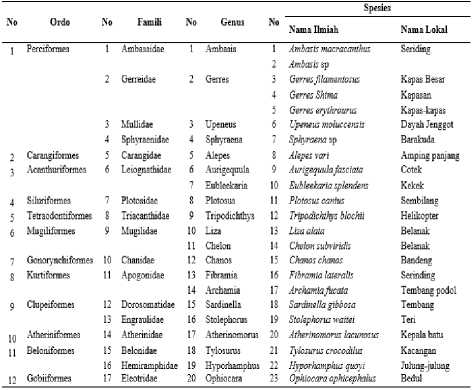 No Ordo No Famili No Genus No Spesies
Nama Ilmiah Nama Lokal
1 Perciformes 1 Ambasaidae 1 Ambasis 1 Ambasis macracanthus Seriding
2 Ambasis sp
2 Gerreidae 2 Gerres 3 Gerres filamentosus Kapas Besar
4 Gerres Shima Kapasan
5 Gerres erythrourus Kapas-kapas
3 Mullidae 3 Upeneus 6 Upeneus moluccensis Dayah Jenggot
4 Sphyraenidae 4 Sphyraena 7 Sphyraena sp Barakuda
2 Carangiformes 5 Carangidae 5 Alepes 8 Alepes vari Amping panjang
3 Acanthuriformes 6 Leiognathidae 6 Aurigequula 9 Aurigequula fasciata Cotek
7 Eubleekaria 10 Eubleekaria splendens Kekek
4 Siluriformes 7 Plotosidae 8 Plotosus 11 Plotosus canius Sembilang
5 Tetraodontiformes 8 Triacanthidae 9 Tripodichthys 12 Tripodichthys blochii Helikopter
6 Mugiliformes 9 Mugilidae 10 Liza 13 Liza alata Belanak
11 Chelon 14 Chelon subviridis Belanak
7 Gonorynchiformes 10 Chanidae 12 Chanos 15 Chanos chanos Bandeng
8 Kurtiformes 11 Apogonidae 13 Fibramia 16 Fibramia lateralis Serinding
14 Archamia 17 Archamia fucata Tembang podol
9 Clupeiformes 12 Dorosomatidae 15 Sardinella 18 Sardinella gibbosa Tembang
13 Engraulidae 16 Stolephorus 19 Stolephorus waitei Teri
10 Atheriniformes 14 Atherinidae 17 Atherinomorus 20 Atherinomorus lacunosus Kepala batu
11 Beloniformes 15 Belonidae 18 Tylosurus 21 Tylosurus crocodilus Kacangan
16 Hemiramphidae 19 Hyporhamphus 22 Hyporhamphus quoyi Julung-julung
12 Gobiiformes 17 Eleotridae 20 Ophiocara 23 Ophiocara ophicephalus Bedul